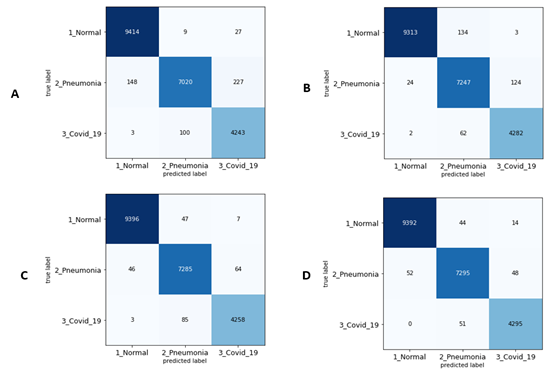 A
true label
1_Normal 9414 9 27
2_Pneumonia 148 7020 227
3_Covid_19 3 100 4243
1_Normal 2_Pneumonia 3_Covid_19
predicted label
B
true label
1_Normal 9313 134 3
2_Pneumonia 24 7247 124
3_Covid_19 2 62 4282
1_Normal 2_Pneumonia 3_Covid_19
predicted label
C
true label
1_Normal 9396 47 7
2_Pneumonia 46 7285 64
3_Covid_19 3 85 4258
1_Normal 2_Pneumonia 3_Covid_19
predicted label
D
true label
1_Normal 9392 44 14
2_Pneumonia 52 7295 48
3_Covid_19 0 51 4295
1_Normal 2_Pneumonia 3_Covid_19
predicted label